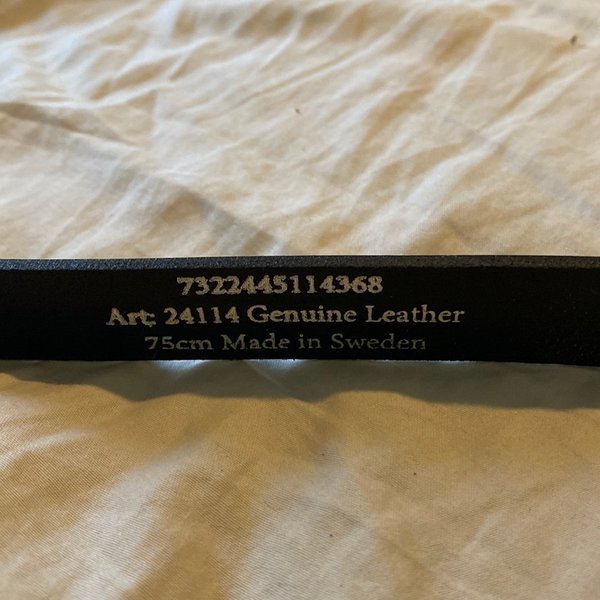 7322445114368
Art: 24114 Genuine Leather
75cm Made in Sweden